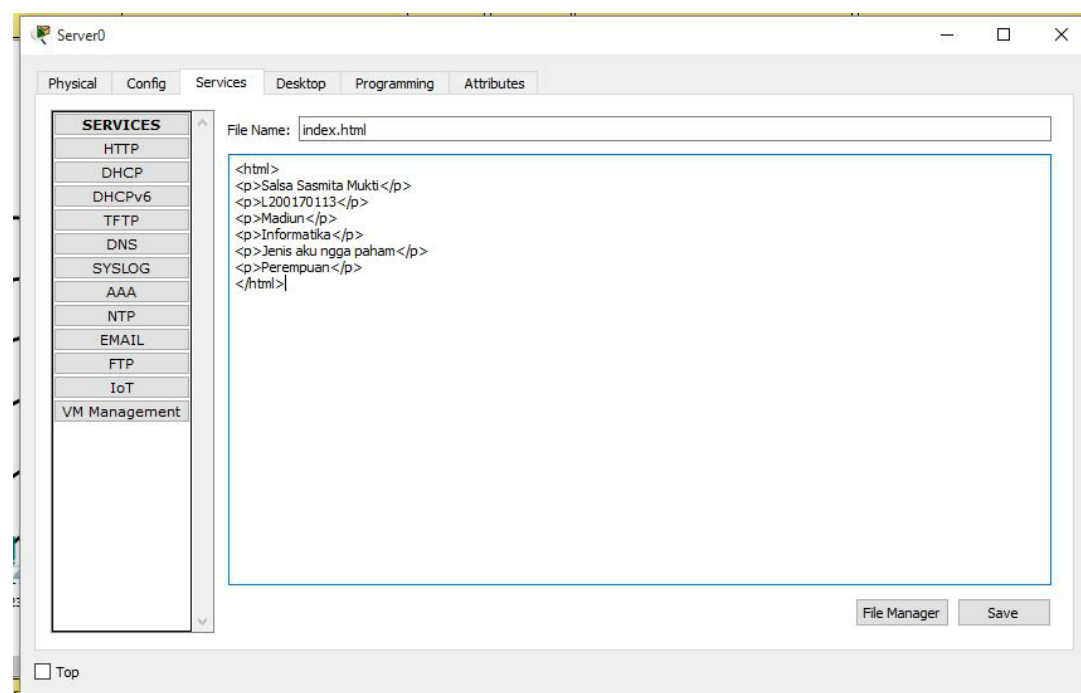 Server0
Physical Config Services Desktop Programming Attributes
SERVICES
HTTP
DHCP
DHCPv6
TFTP
DNS
SYSLOG
AAA
NTP
EMAIL
FTP
IoT
VM Management
File Name: index.html
<html>
<p>Salsa Sasmita Mukti</p>
<p>L200170113</p>
<p>Madiun</p>
<p>Informatika</p>
<p>Jenis aku ngga paham</p>
<p>Perempuan</p>
</html>
File Manager Save
Top